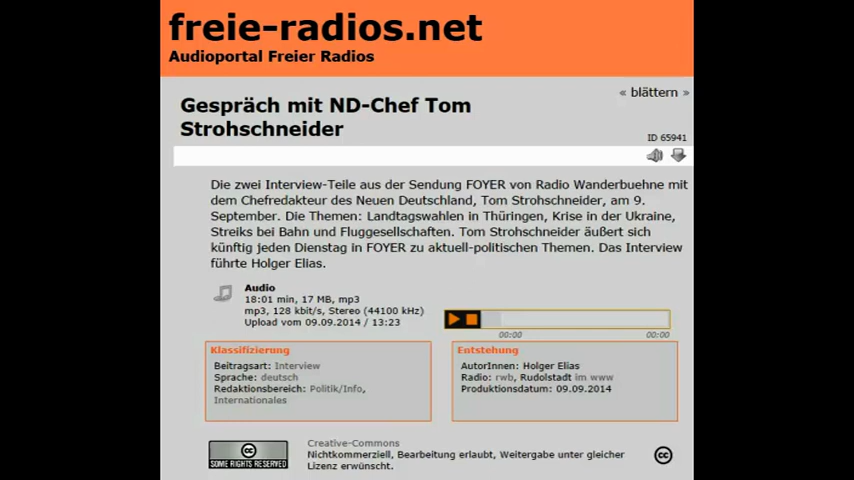 freie-radios.net
Audioportal Freier Radios
« blättern »
Gespräch mit ND-Chef Tom
Strohschneider
ID 65941
Die zwei Interview-Teile aus der Sendung FOYER von Radio Wanderbuehne mit
dem Chefredakteur des Neuen Deutschland, Tom Strohschneider, am 9.
September. Die Themen: Landtagswahlen in Thüringen, Krise in der Ukraine,
Streiks bei Bahn und Fluggesellschaften. Tom Strohschneider äußert sich
künftig jeden Dienstag in FOYER zu aktuell-politischen Themen. Das Interview
führte Holger Elias.
Audio
18:01 min, 17 MB, mp3
mp3, 128 kbit/s, Stereo (44100 kHz)
Upload vom 09.09.2014 / 13:23
00:00 00:00
Klassifizierung
Beitragsart: Interview
Sprache: deutsch
Redaktionsbereich: Politik/Info,
Internationales
Entstehung
AutorInnen: Holger Elias
Radio: rwb, Rudolstadt im www
Produktionsdatum: 09.09.2014
cc
SOME RIGHTS RESERVED
Creative-Commons
Nichtkommerziell, Bearbeitung erlaubt, Weitergabe unter gleicher
Lizenz erwünscht.
cc